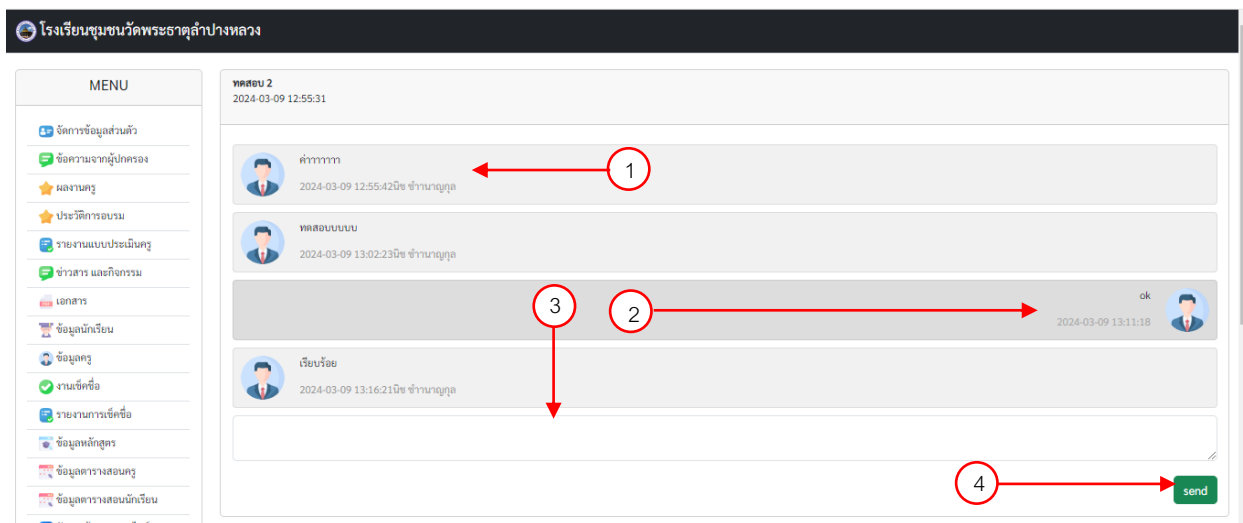 โรงเรียนชุมชนวัดพระธาตุลำปางหลวง
MENU
จัดการข้อมูลส่วนตัว
ข้อความจากผู้ปกครอง
ผลงานครู
ประวัติการอบรม
รายงานแบบประเมินครู
ข่าวสาร และกิจกรรม
เอกสาร
ข้อมูลนักเรียน
ข้อมูลครู
งานเช็คชื่อ
รายงานการเช็คชื่อ
ข้อมูลหลักสูตร
ข้อมูลตารางสอนครู
ข้อมูลตารางสอนนักเรียน
ทดสอบ 2
2024-03-09 12:55:31
ค่าาาาาาา
2024-03-09 12:55:42นิช ชำานาญกุล
1
ทดสอบบบบบ
2024-03-09 13:02:23นิช ชำานาญกุล
3
2
ok
2024-03-09 13:11:18
เรียบร้อย
2024-03-09 13:16:21นิช ชำานาญกุล
4
send